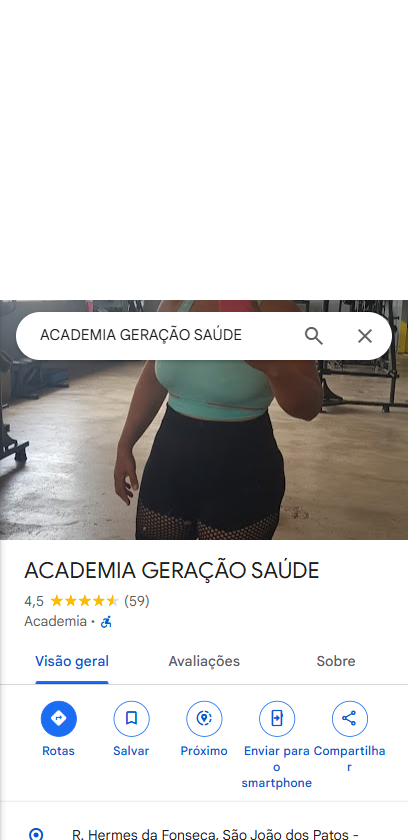 ACADEMIA GERAÇÃO SAÚDE
ACADEMIA GERAÇÃO SAÚDE
4,5 (59)
Academia ·
Visão geral Avaliações Sobre
Rotas Salvar Próximo Enviar para Compartilha
o r
smartphone
R. Hermes da Fonseca, São João dos Patos -